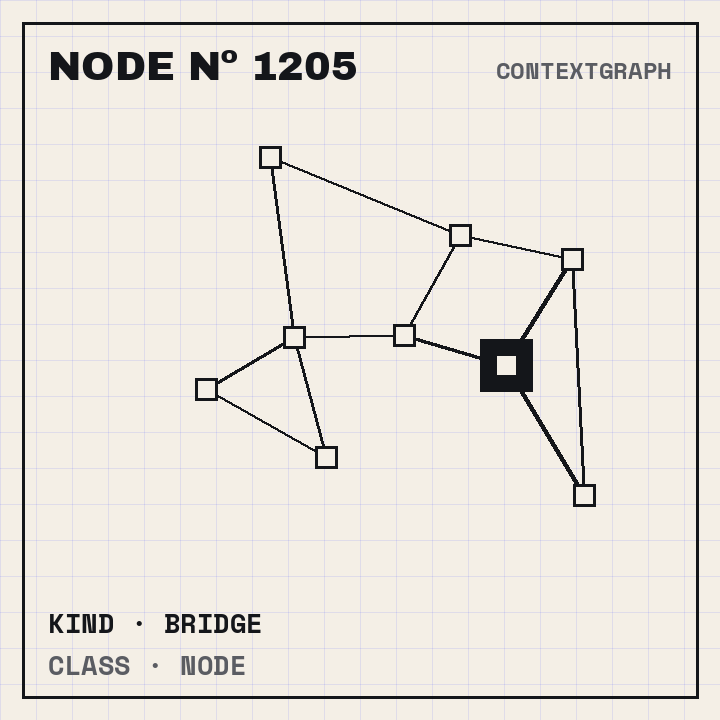 NODE Nº 1205
CONTEXTGRAPH
KIND · BRIDGE
CLASS · NODE